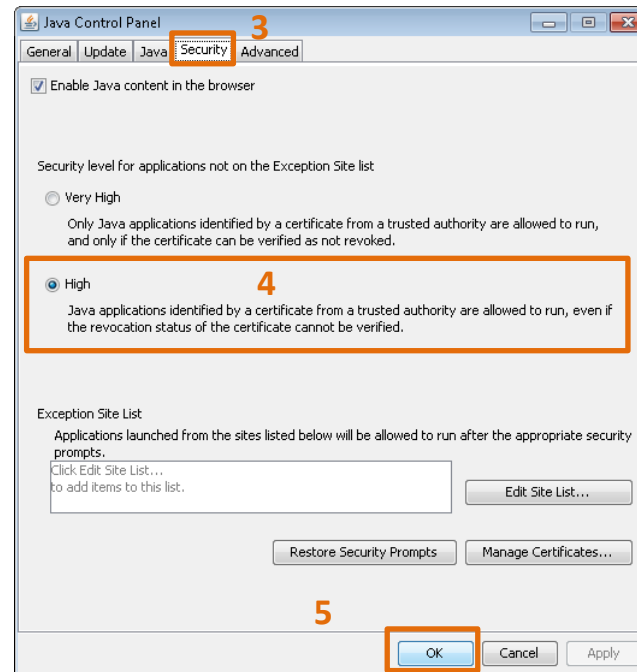 Java Control Panel
3
General Update Java Security Advanced
Enable Java content in the browser
Security level for applications not on the Exception Site list
Very High
Only Java applications identified by a certificate from a trusted authority are allowed to run,
and only if the certificate can be verified as not revoked.
High
4
Java applications identified by a certificate from a trusted authority are allowed to run, even if
the revocation status of the certificate cannot be verified.
Exception Site List
Applications launched from the sites listed below will be allowed to run after the appropriate security
prompts.
Click Edit Site List...
to add items to this list.
Edit Site List...
Restore Security Prompts Manage Certificates...
5
OK Cancel Apply